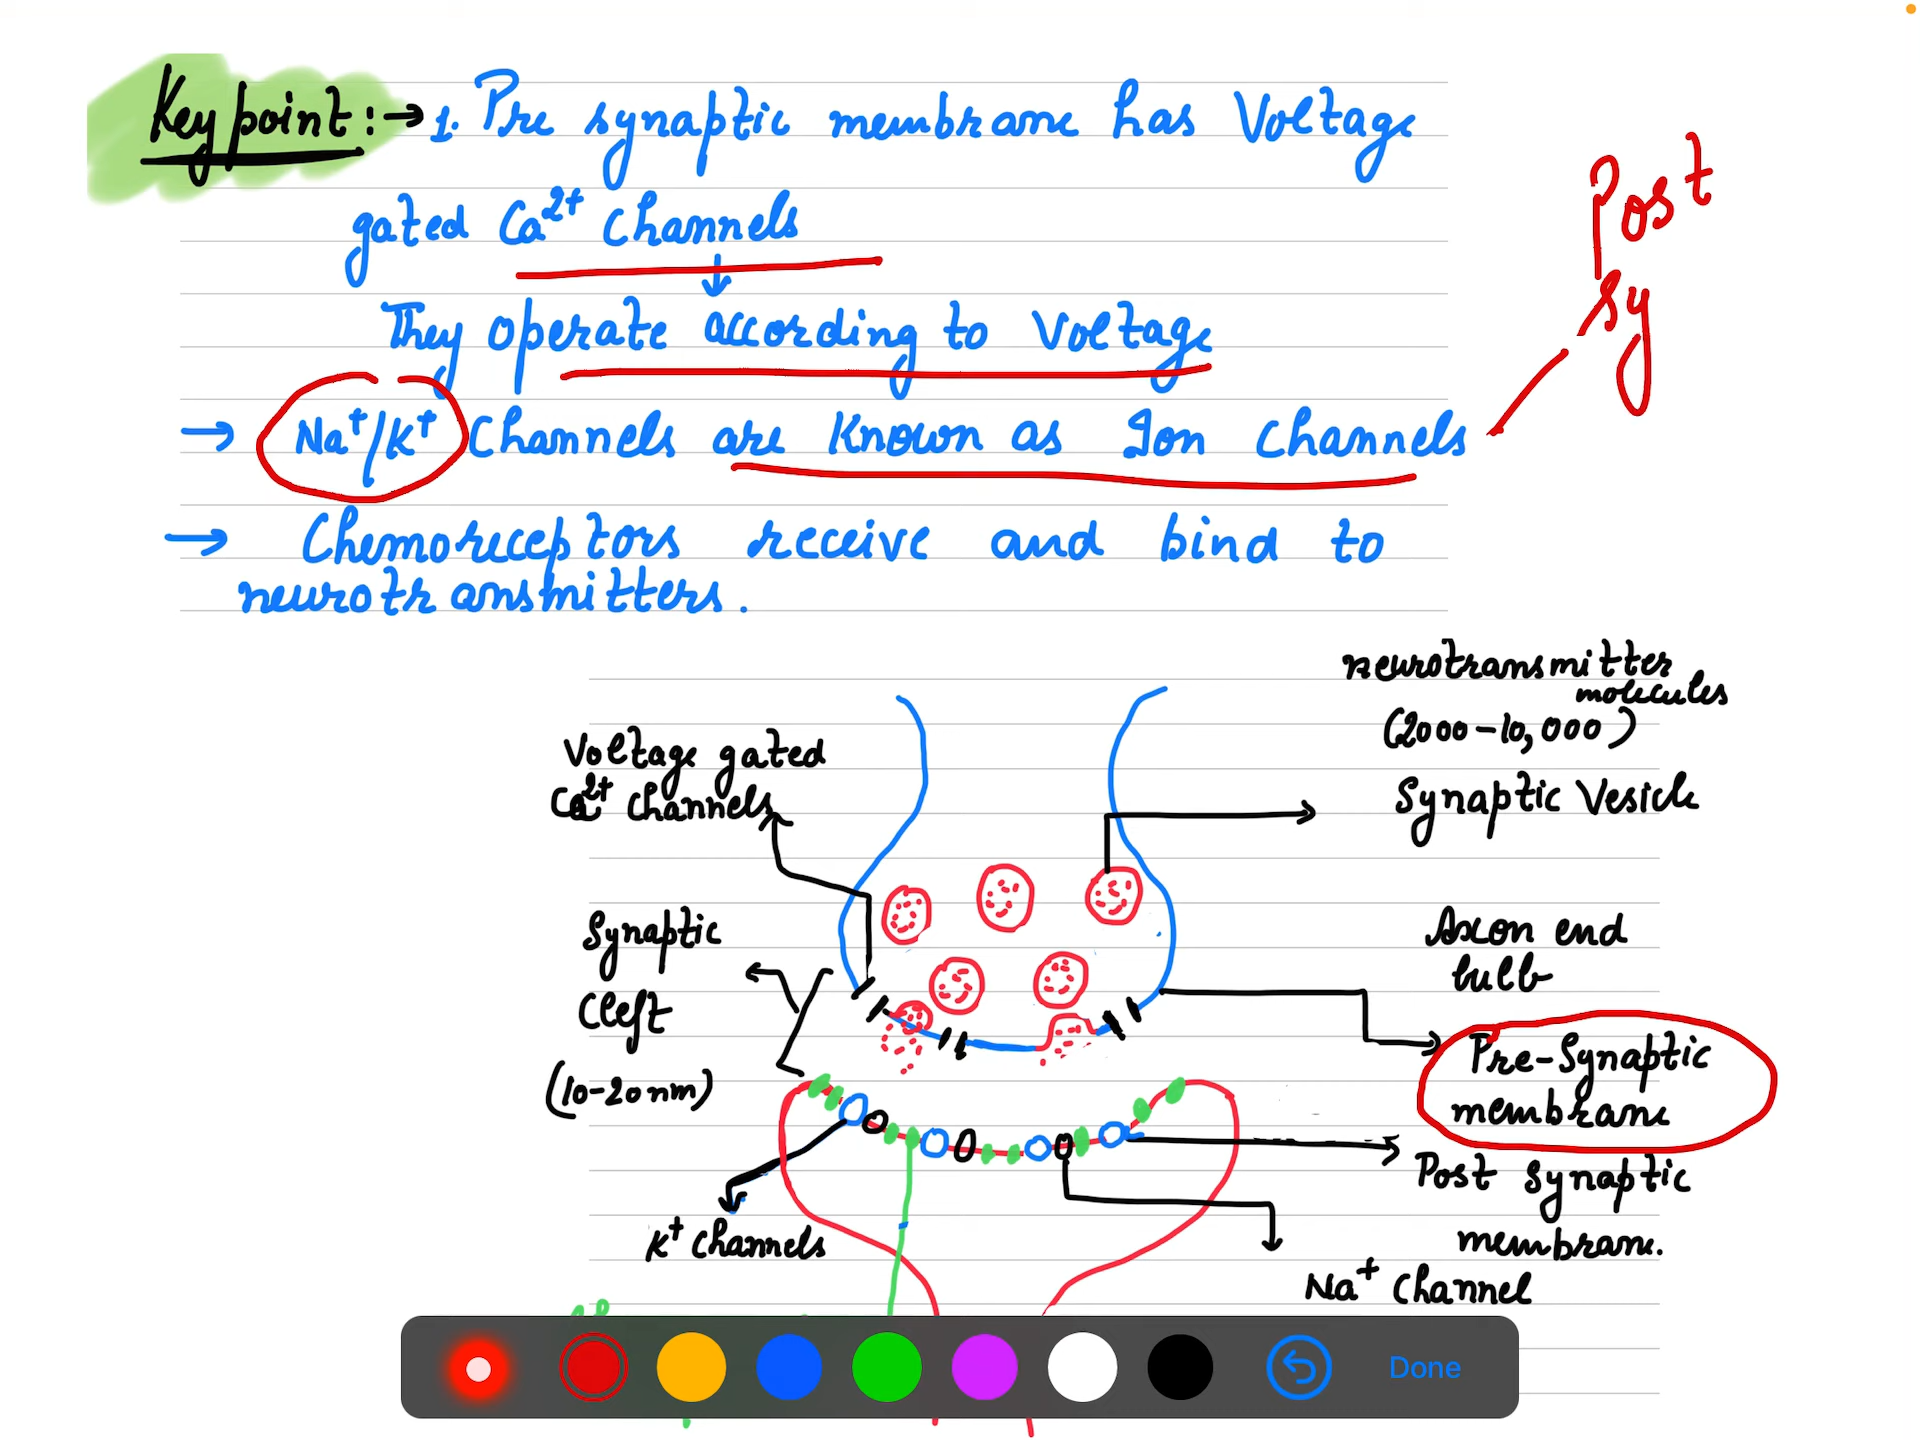 Key point :→ 1. Pre synaptic membrane has Voltage
gated Ca²⁺ channels
They operate according to Voltage
→ Na⁺/K⁺ Channels are Known as Ion channels
Post
sy
→ Chemoreceptors receive and bind to
neurotransmitters.
neurotransmitter
molecules
(2000-10,000)
Synaptic Vesicle
Voltage gated
Ca²⁺ channels
Synaptic
Cleft
(10-20nm)
Axon end
bulb
Pre-Synaptic
membrane
Post synaptic
membrane.
K⁺ channels
Na⁺ channel
Done